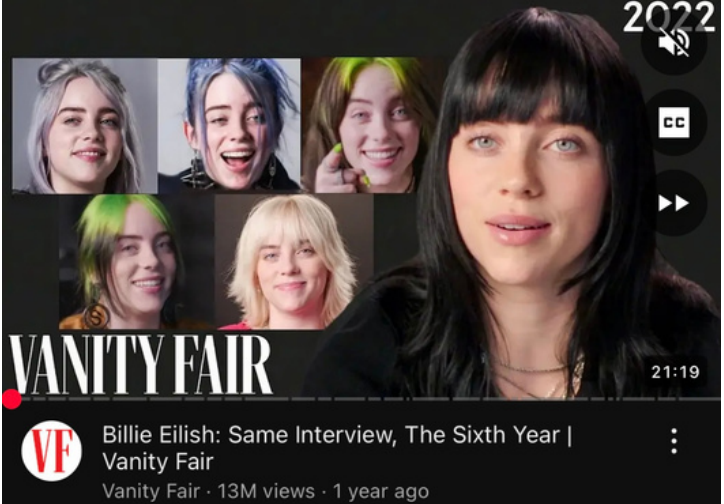 2022
CC
VANITY FAIR
21:19
VF
Billie Eilish: Same Interview, The Sixth Year |
Vanity Fair
Vanity Fair · 13M views · 1 year ago